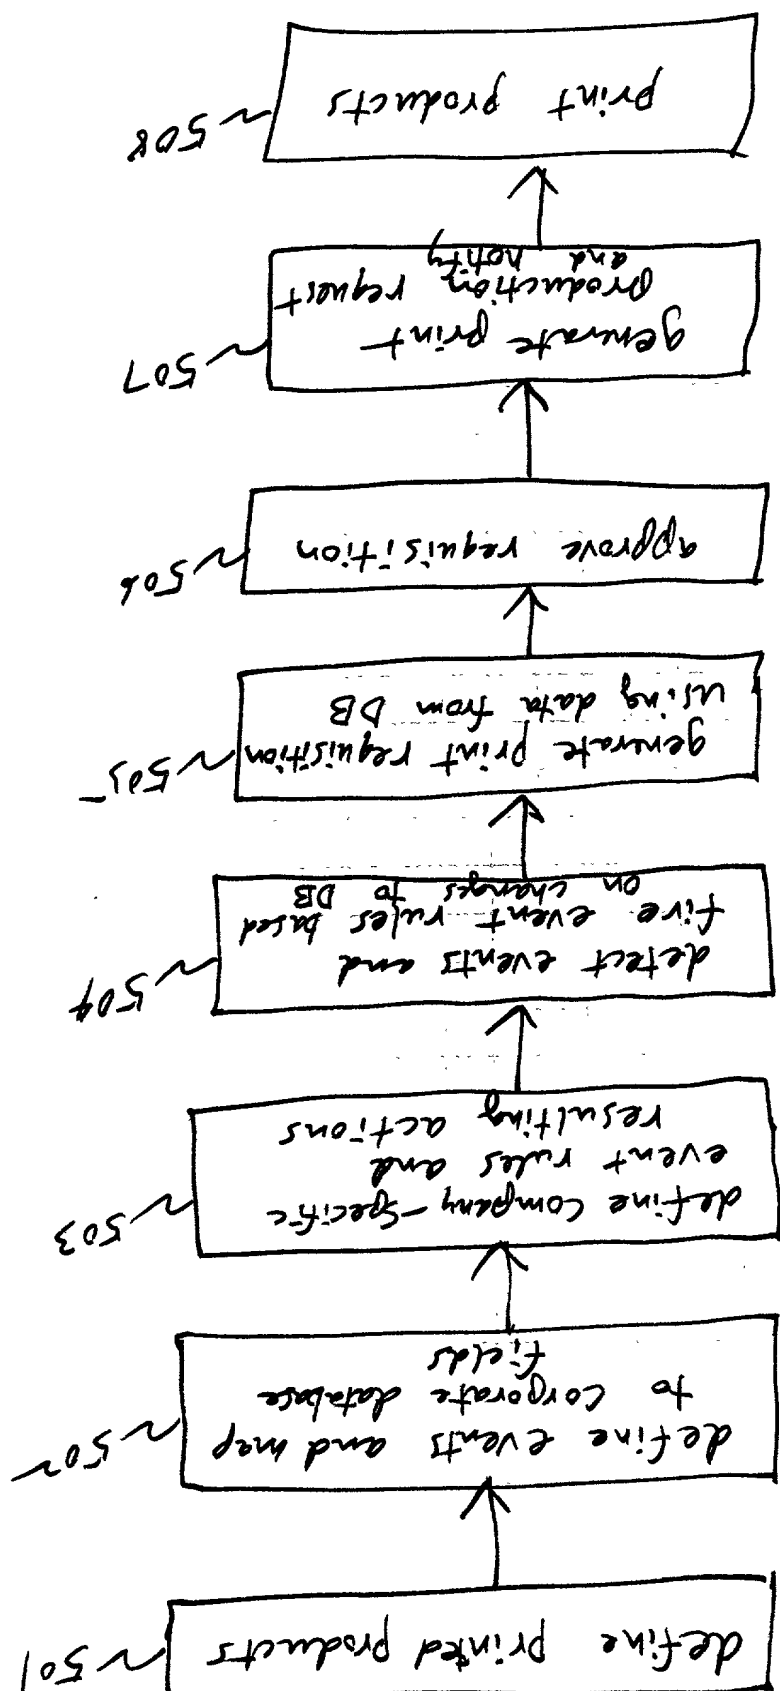 define printed products
501
define events and map
to corporate database
fields
502
define company-specific
event rules and
resulting actions
503
detect events and
fire event rules based
on changes to DB
504
generate print requisition
using data from DB
505
approve requisition
506
generate print
production request
and notify
507
print products
508